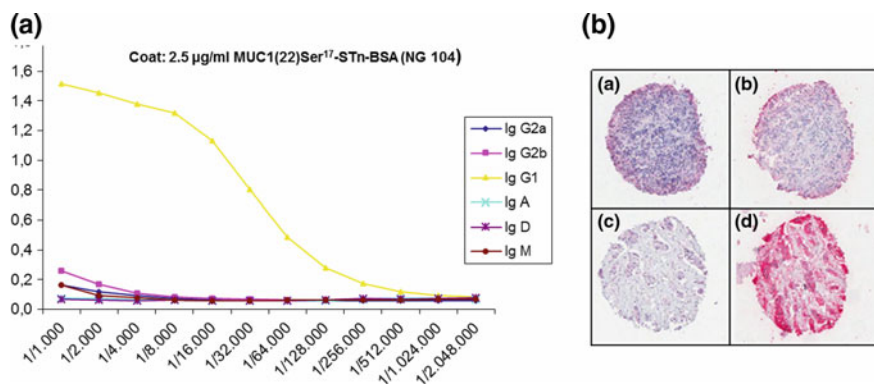 (a)
Coat: 2.5 µg/ml MUC1(22)Ser¹⁷-STn-BSA (NG 104)
1,6
1,4
1,2
1,0
0,8
0,6
0,4
0,2
0,0
1/1.000
1/2.000
1/4.000
1/8.000
1/16.000
1/32.000
1/64.000
1/128.000
1/256.000
1/512.000
1/1.024.000
1/2.048.000
Ig G2a
Ig G2b
Ig G1
Ig A
Ig D
Ig M
(b)
(a)
(b)
(c)
(d)